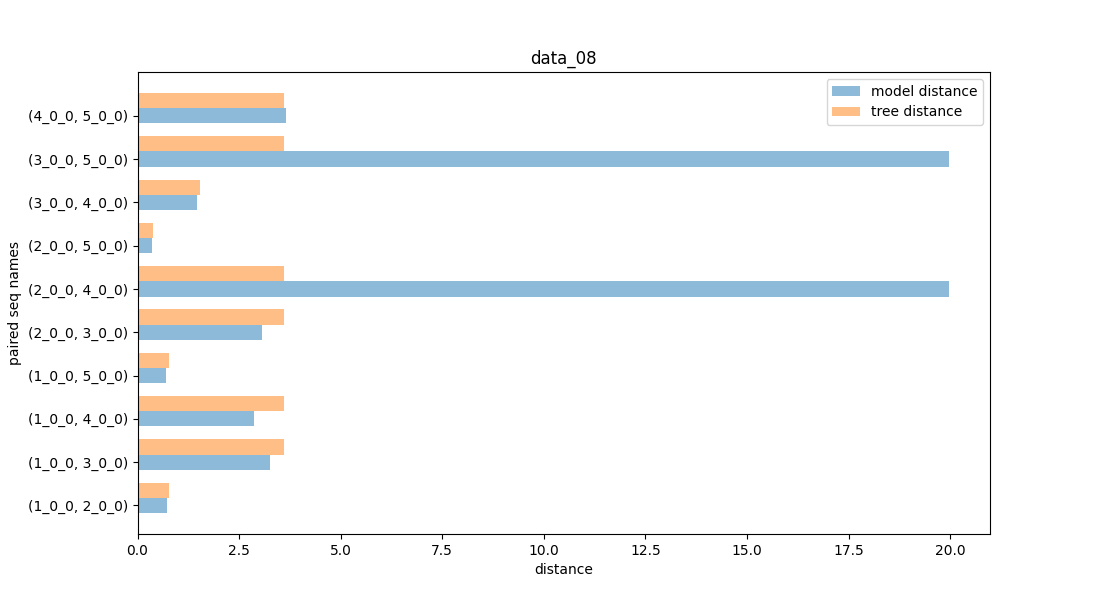 data_08
model distance
tree distance
paired seq names
(4_0_0, 5_0_0)
(3_0_0, 5_0_0)
(3_0_0, 4_0_0)
(2_0_0, 5_0_0)
(2_0_0, 4_0_0)
(2_0_0, 3_0_0)
(1_0_0, 5_0_0)
(1_0_0, 4_0_0)
(1_0_0, 3_0_0)
(1_0_0, 2_0_0)
0.0 2.5 5.0 7.5 10.0 12.5 15.0 17.5 20.0
distance